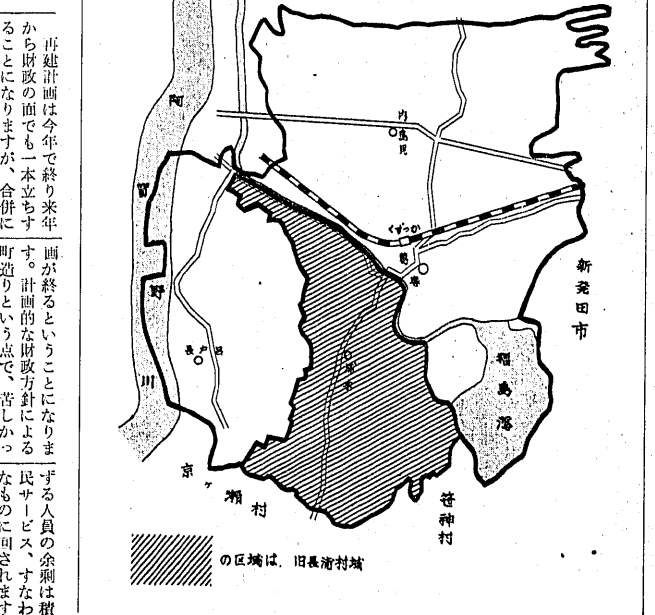 再建計画は今年で終り来年
から財政の面でも一本立ちす
ることになりますが、合併に
画が終るということになりま
す。計画的な財政方針による
町造りという点で、苦しかっ
ずる人員の余剰は積
民サービス、すなわ
なものに回されます
阿賀野川
内島見
くずつか
葛塚
新発田市
長戸呂
福島潟
京ヶ瀬村
笹神村
の区域は、旧長浦村域